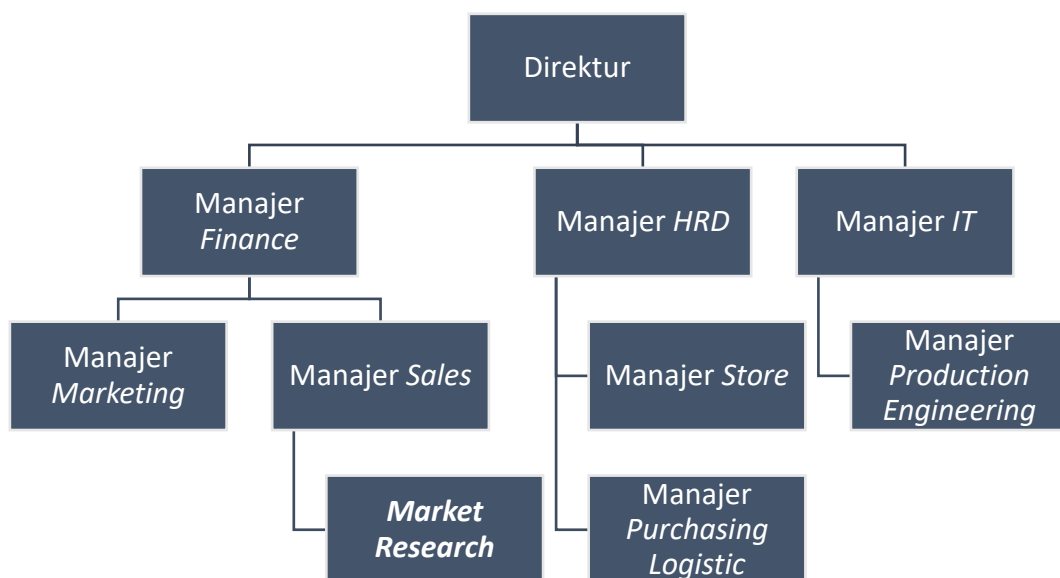 Direktur
Manajer
Finance
Manajer HRD
Manajer IT
Manajer
Marketing
Manajer Sales
Manajer Store
Manajer
Production
Engineering
Market
Research
Manajer
Purchasing
Logistic